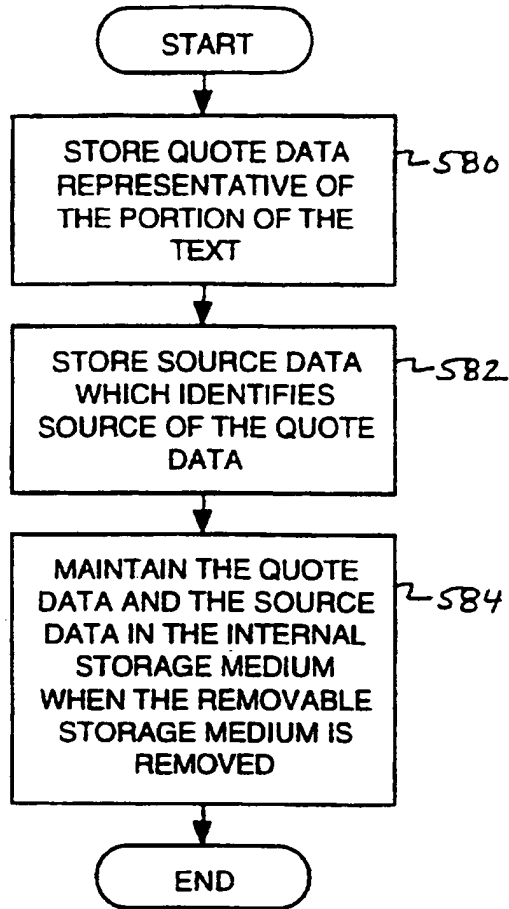 START
STORE QUOTE DATA
REPRESENTATIVE OF
THE PORTION OF THE
TEXT
580
STORE SOURCE DATA
WHICH IDENTIFIES
SOURCE OF THE QUOTE
DATA
582
MAINTAIN THE QUOTE
DATA AND THE SOURCE
DATA IN THE INTERNAL
STORAGE MEDIUM
WHEN THE REMOVABLE
STORAGE MEDIUM IS
REMOVED
584
END